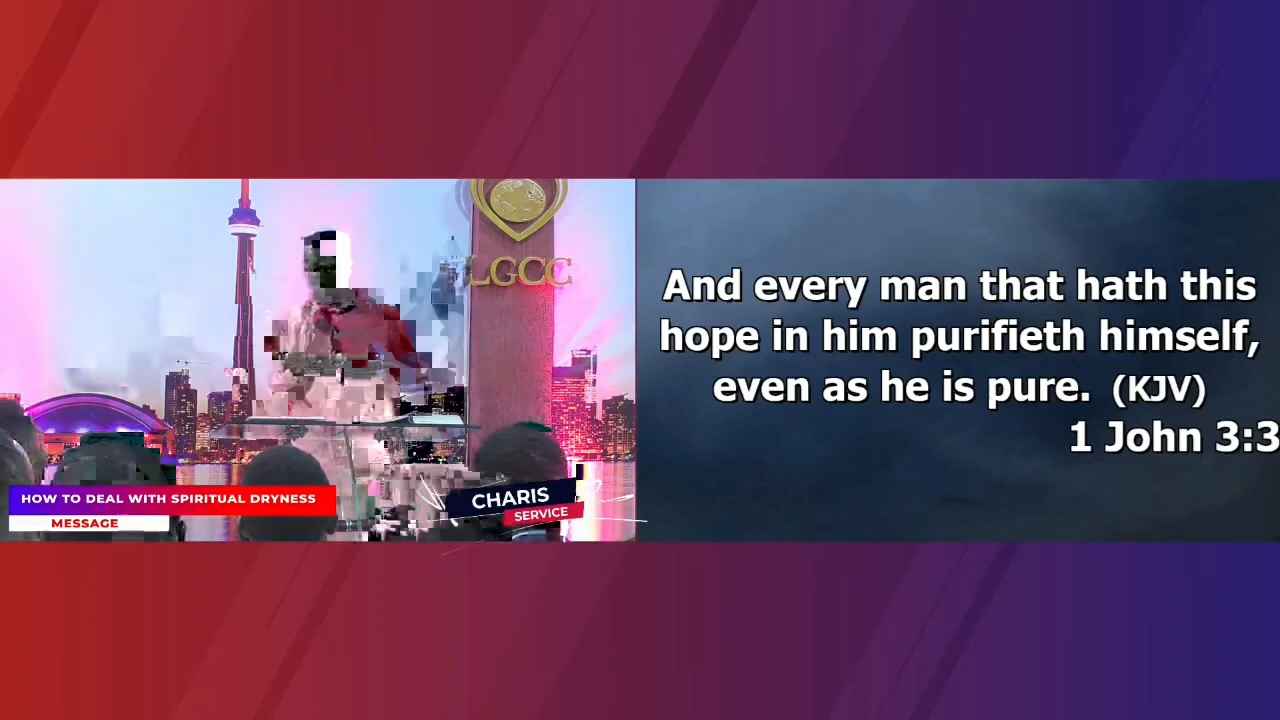 LGCC
HOW TO DEAL WITH SPIRITUAL DRYNESS
MESSAGE
CHARIS
SERVICE
And every man that hath this
hope in him purifieth himself,
even as he is pure. (KJV)
1 John 3:3